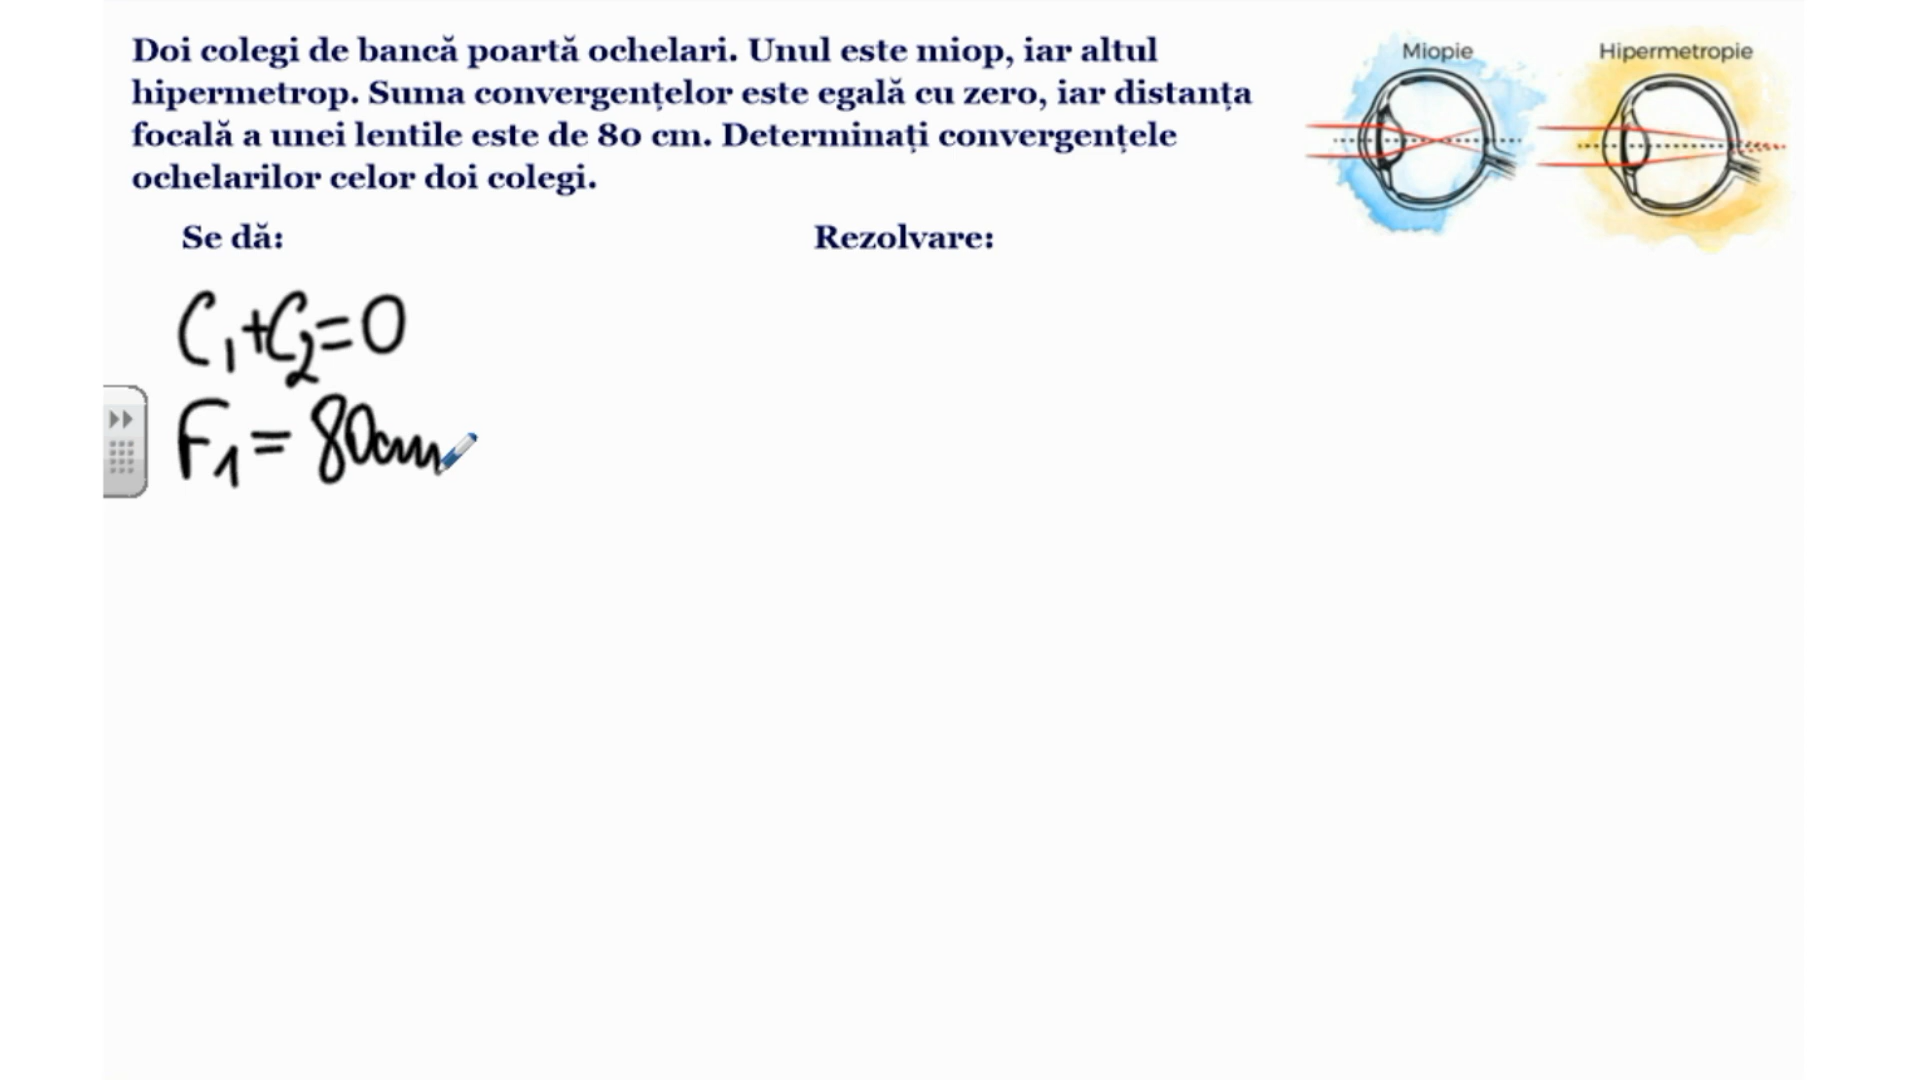 Doi colegi de bancă poartă ochelari. Unul este miop, iar altul
hipermetrop. Suma convergențelor este egală cu zero, iar distanța
focală a unei lentile este de 80 cm. Determinați convergențele
ochelarilor celor doi colegi.
Miopie
Hipermetropie
Se dă:
Rezolvare:
C₁+C₂=0
F₁= 80cm